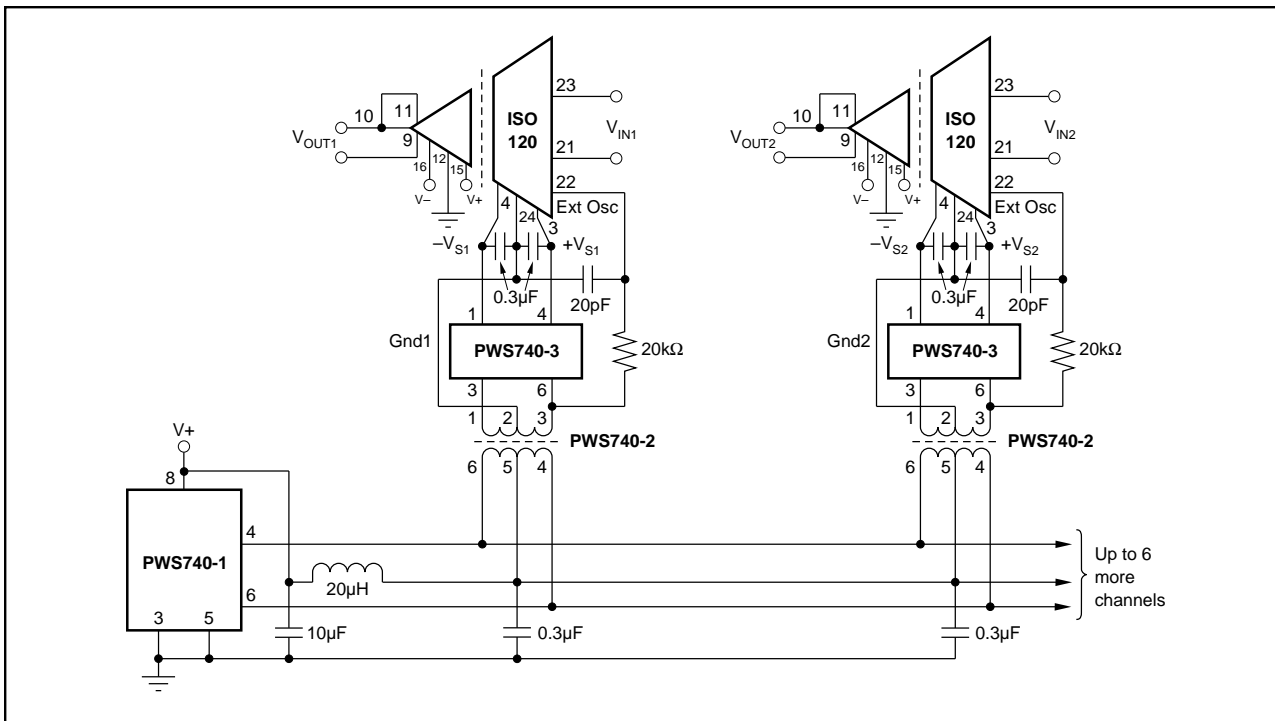 ISO
120
23
21
22
Ext Osc
V_IN1
11
10
9
V_OUT1
16
12
15
V–
V+
4
24
3
–V_S1
+V_S1
0.3µF
20pF
1
4
Gnd1
PWS740-3
20kΩ
3
6
1
2
3
PWS740-2
6
5
4
ISO
120
23
21
22
Ext Osc
V_IN2
11
10
9
V_OUT2
16
12
15
V–
V+
4
24
3
–V_S2
+V_S2
0.3µF
20pF
1
4
Gnd2
PWS740-3
20kΩ
3
6
1
2
3
PWS740-2
6
5
4
V+
8
PWS740-1
4
6
3
5
20µH
10µF
0.3µF
0.3µF
Up to 6
more
channels